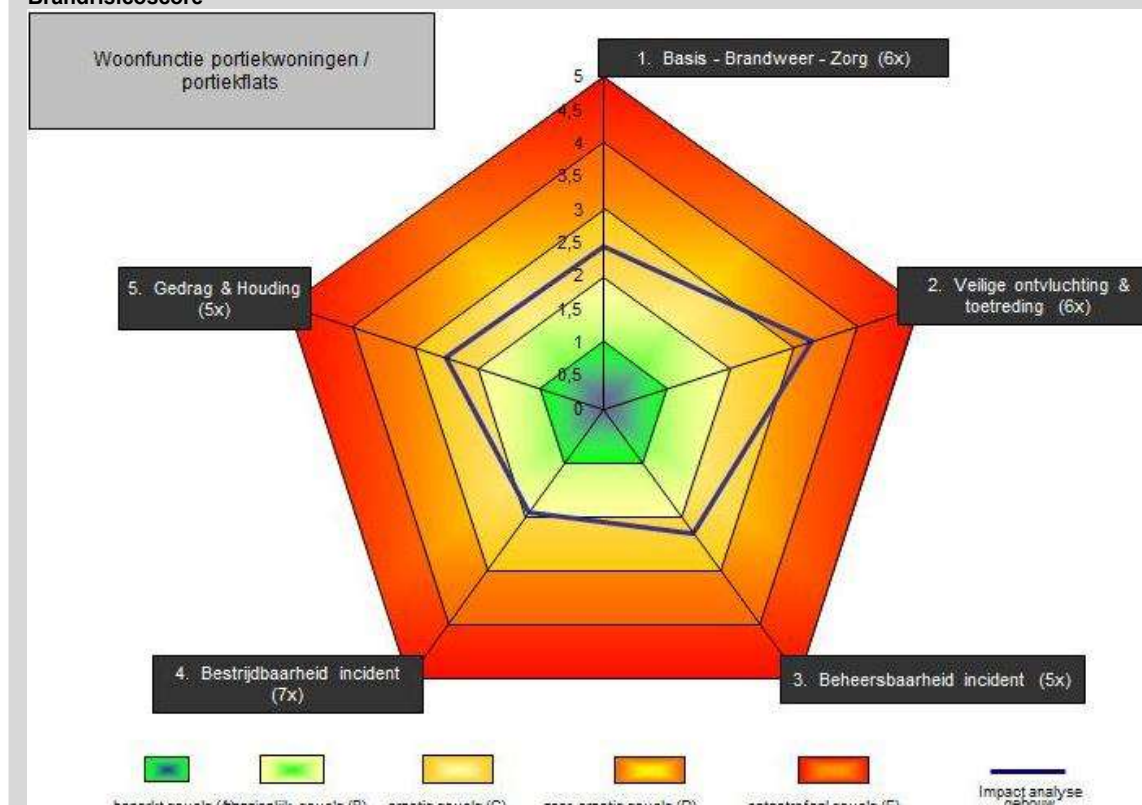 Brandrisicoscore
Woonfunctie portiekwoningen /
portiekflats
1. Basis - Brandweer - Zorg (6x)
5
4,5
4
3,5
3
2,5
2
1,5
1
0,5
0
5. Gedrag & Houding
(5x)
2. Veilige ontvluchting &
toetreding (6x)
4. Bestrijdbaarheid incident
(7x)
3. Beheersbaarheid incident (5x)
Impact analyse